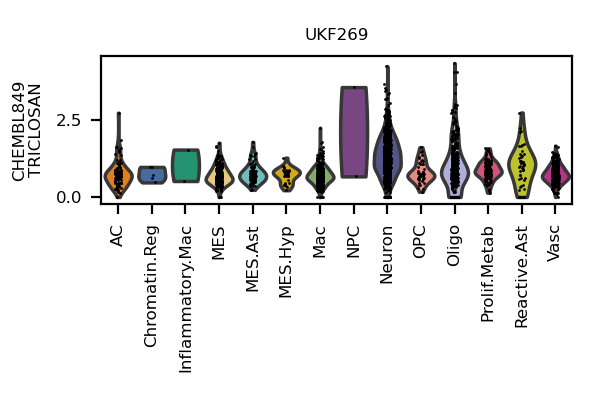 UKF269
CHEMBL849
TRICLOSAN
2.5
0.0
AC
Chromatin.Reg
Inflammatory.Mac
MES
MES.Ast
MES.Hyp
Mac
NPC
Neuron
OPC
Oligo
Prolif.Metab
Reactive.Ast
Vasc